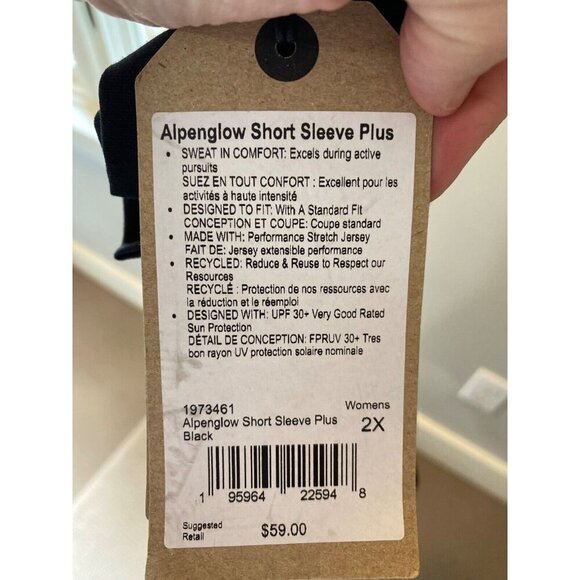 Alpenglow Short Sleeve Plus
• SWEAT IN COMFORT: Excels during active
pursuits
SUEZ EN TOUT CONFORT : Excellent pour les
activités à haute intensité
• DESIGNED TO FIT: With A Standard Fit
CONCEPTION ET COUPE: Coupe standard
• MADE WITH: Performance Stretch Jersey
FAIT DE: Jersey extensible performance
• RECYCLED: Reduce & Reuse to Respect our
Resources
RECYCLÉ : Protection de nos ressources avec
la réduction et le réemploi
• DESIGNED WITH: UPF 30+ Very Good Rated
Sun Protection
DÉTAIL DE CONCEPTION: FPRUV 30+ Tres
bon rayon UV protection solaire nominale
1973461 Womens
Alpenglow Short Sleeve Plus 2X
Black
1 95964 22594 8
Suggested
Retail $59.00